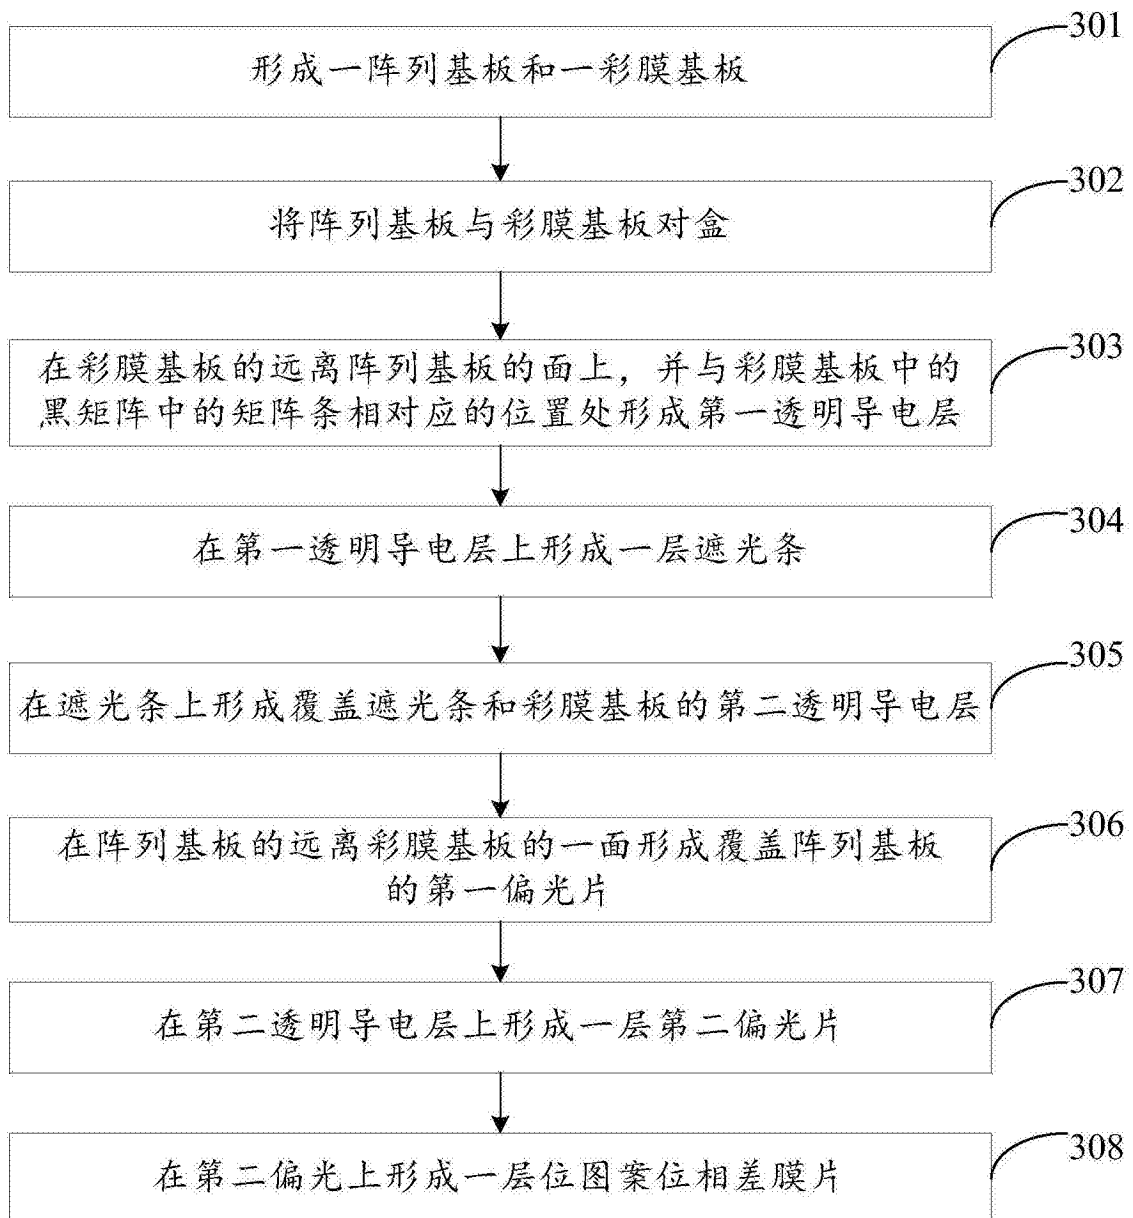 301
形成一阵列基板和一彩膜基板
302
将阵列基板与彩膜基板对盒
303
在彩膜基板的远离阵列基板的面上，并与彩膜基板中的
黑矩阵中的矩阵条相对应的位置处形成第一透明导电层
304
在第一透明导电层上形成一层遮光条
305
在遮光条上形成覆盖遮光条和彩膜基板的第二透明导电层
306
在阵列基板的远离彩膜基板的一面形成覆盖阵列基板
的第一偏光片
307
在第二透明导电层上形成一层第二偏光片
308
在第二偏光上形成一层位图案位相差膜片